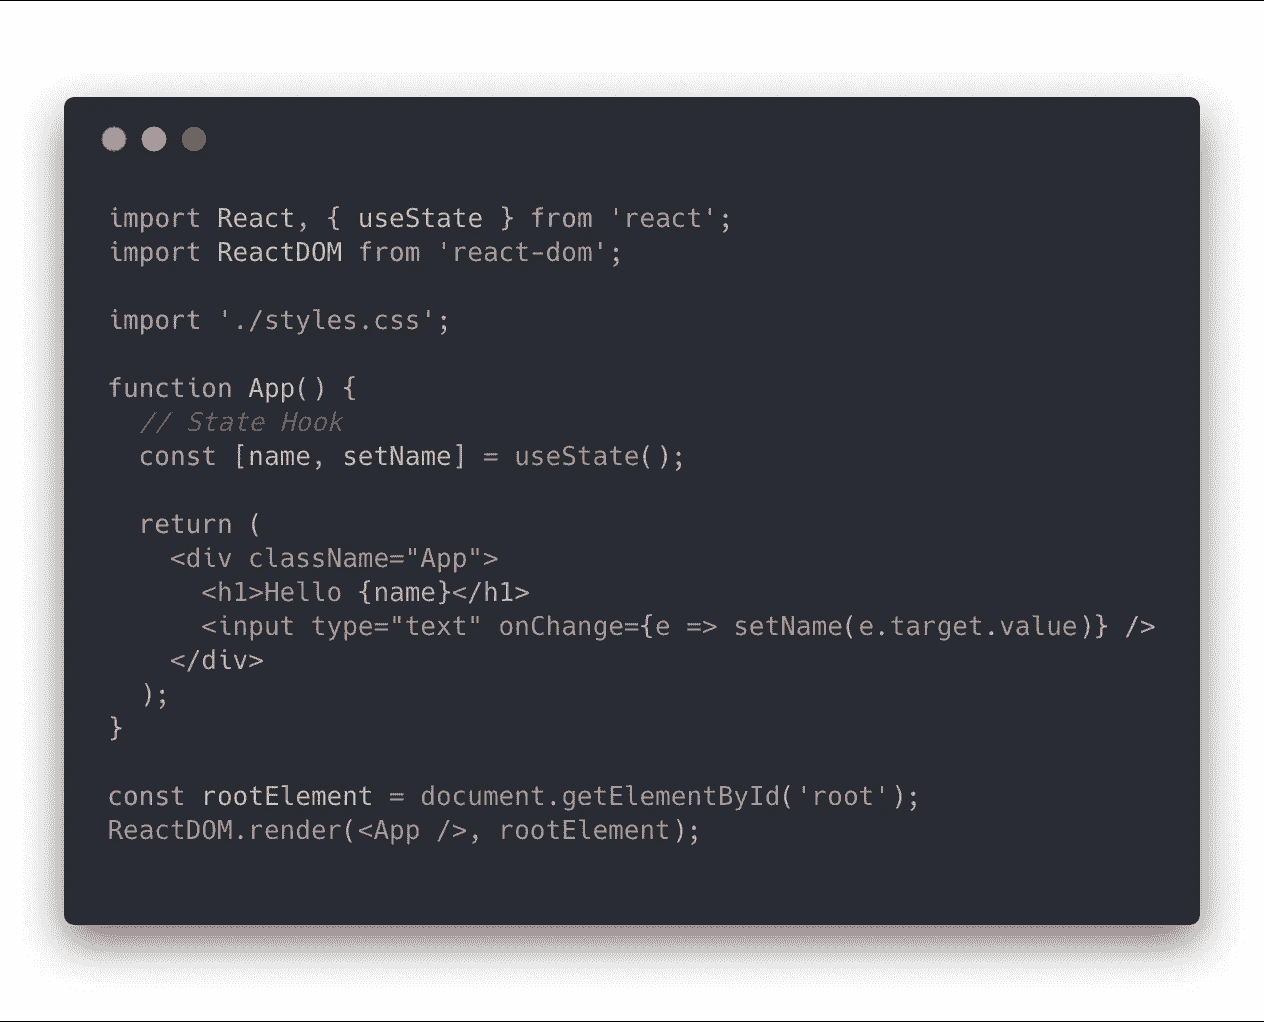 import React, { useState } from 'react';
import ReactDOM from 'react-dom';

import './styles.css';

function App() {
  // State Hook
  const [name, setName] = useState();

  return (
    <div className="App">
      <h1>Hello {name}</h1>
      <input type="text" onChange={e => setName(e.target.value)} />
    </div>
  );
}

const rootElement = document.getElementById('root');
ReactDOM.render(<App />, rootElement);